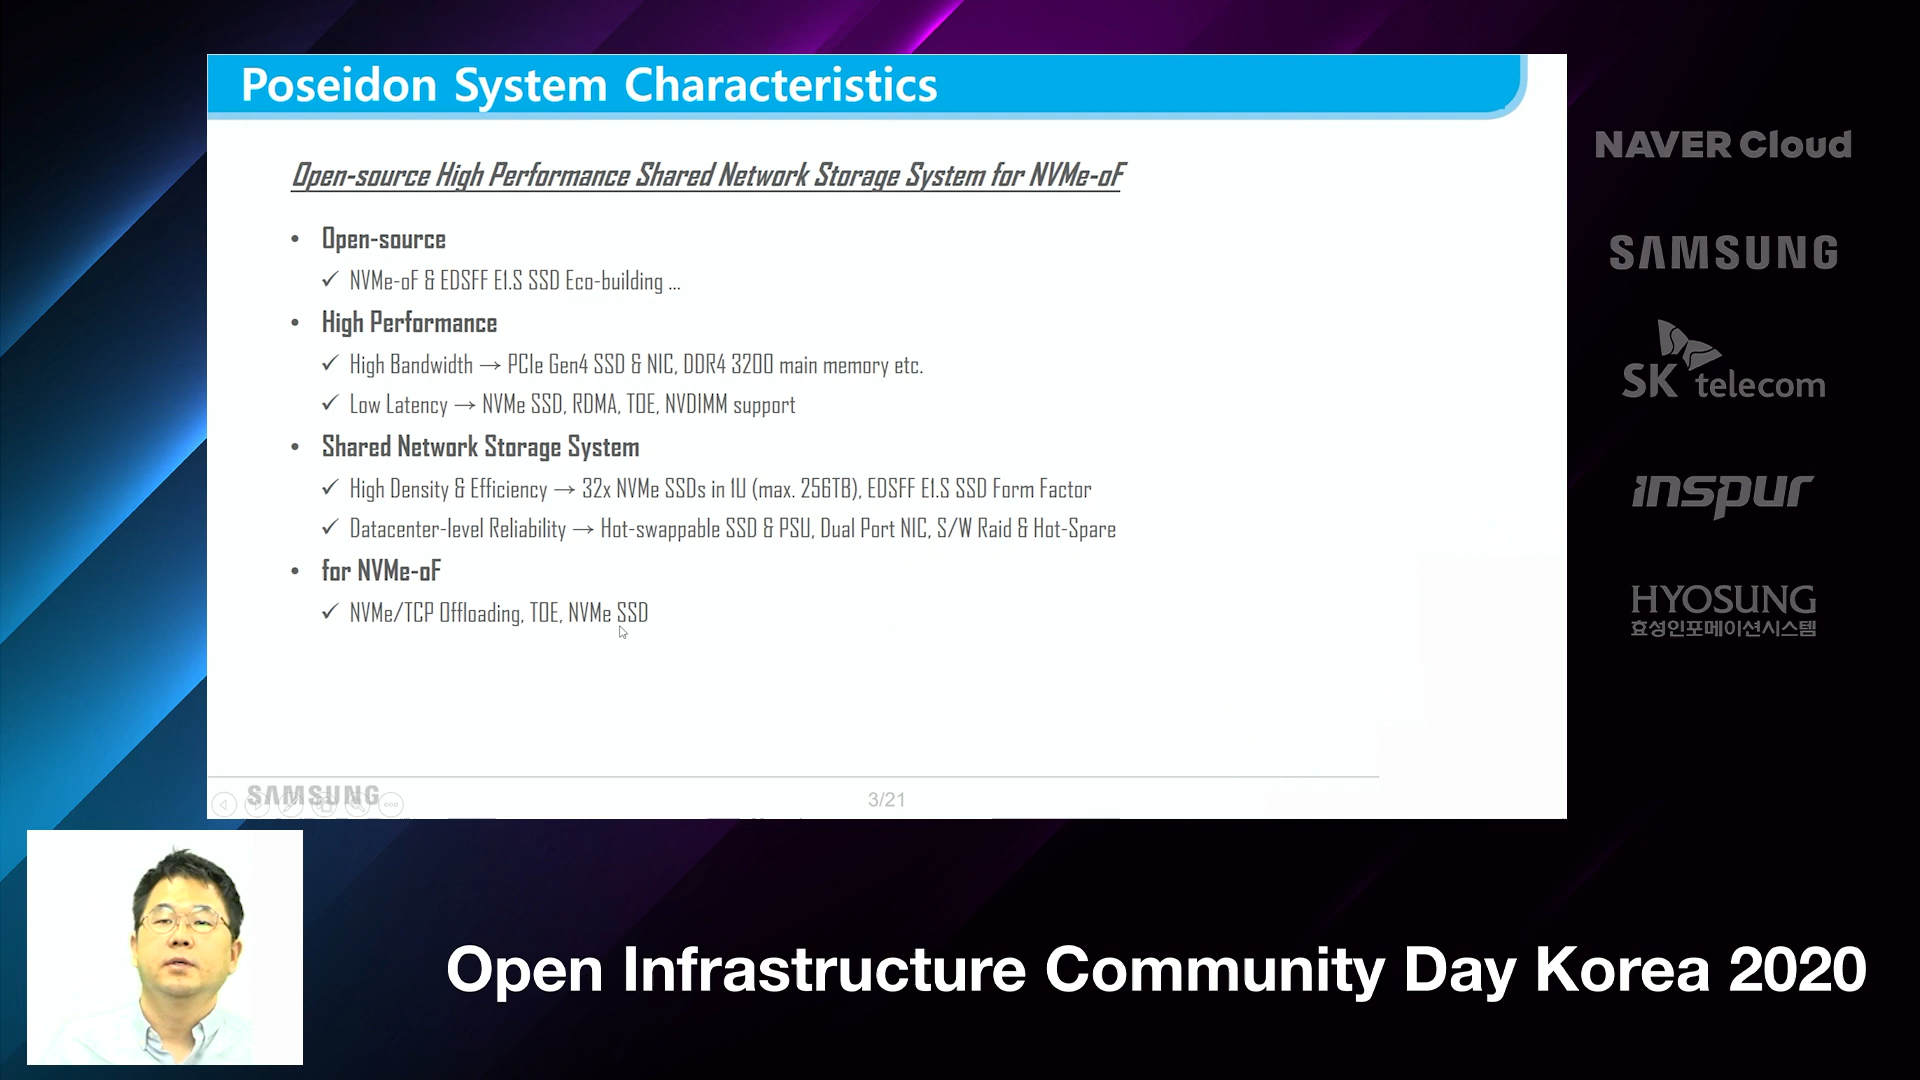 Poseidon System Characteristics
Open-source High Performance Shared Network Storage System for NVMe-oF
• Open-source
✓ NVMe-oF & EDSFF E1.S SSD Eco-building ...
• High Performance
✓ High Bandwidth → PCIe Gen4 SSD & NIC, DDR4 3200 main memory etc.
✓ Low Latency → NVMe SSD, RDMA, TOE, NVDIMM support
• Shared Network Storage System
✓ High Density & Efficiency → 32x NVMe SSDs in 1U (max. 256TB), EDSFF E1.S SSD Form Factor
✓ Datacenter-level Reliability → Hot-swappable SSD & PSU, Dual Port NIC, S/W Raid & Hot-Spare
• for NVMe-oF
✓ NVMe/TCP Offloading, TOE, NVMe SSD
SAMSUNG
3/21
NAVER Cloud
SAMSUNG
SK telecom
inspur
HYOSUNG
효성인포메이션시스템
Open Infrastructure Community Day Korea 2020